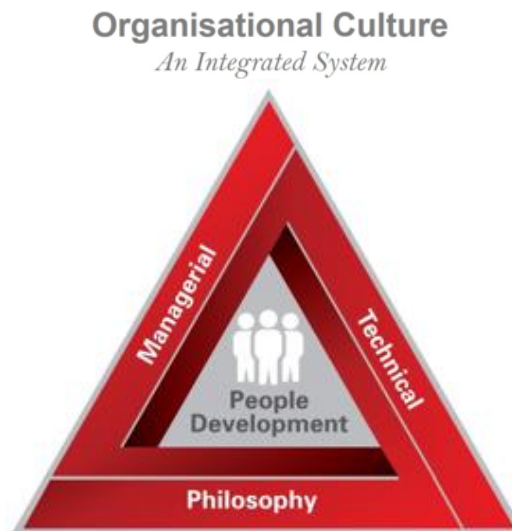 Organisational Culture
An Integrated System
Managerial
Technical
People
Development
Philosophy